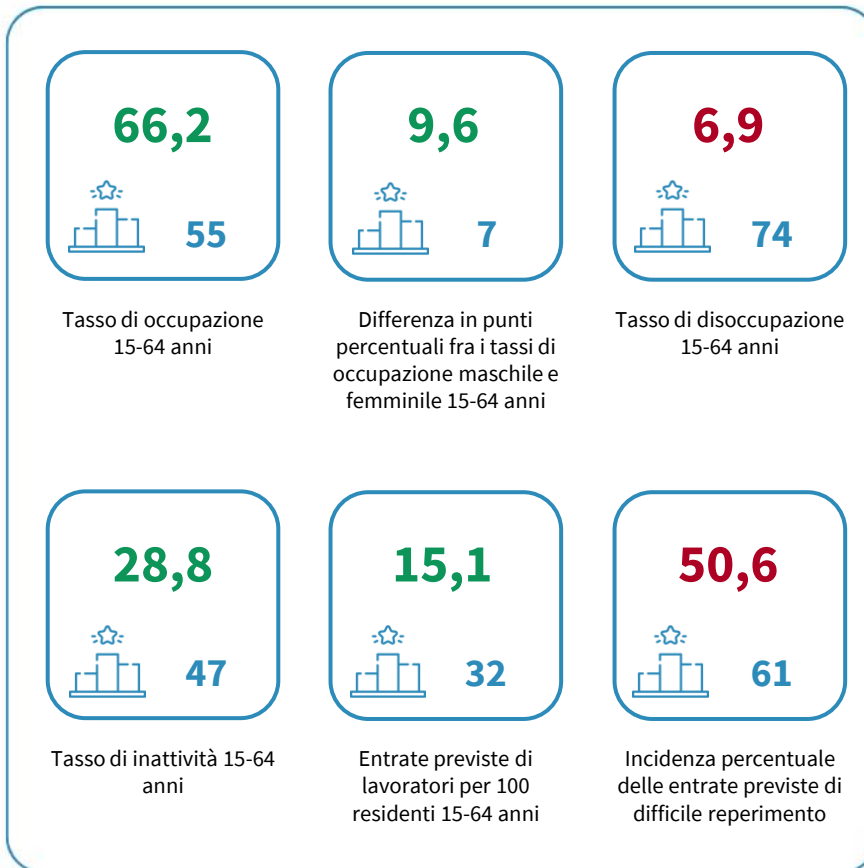 66,2
55
Tasso di occupazione
15-64 anni
9,6
7
Differenza in punti
percentuali fra i tassi di
occupazione maschile e
femminile 15-64 anni
6,9
74
Tasso di disoccupazione
15-64 anni
28,8
47
Tasso di inattività 15-64
anni
15,1
32
Entrate previste di
lavoratori per 100
residenti 15-64 anni
50,6
61
Incidenza percentuale
delle entrate previste di
difficile reperimento